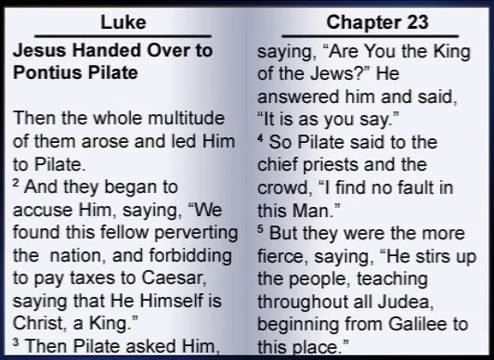 Luke
Jesus Handed Over to
Pontius Pilate
Then the whole multitude
of them arose and led Him
to Pilate.
² And they began to
accuse Him, saying, “We
found this fellow perverting
the nation, and forbidding
to pay taxes to Caesar,
saying that He Himself is
Christ, a King.”
³ Then Pilate asked Him,
Chapter 23
saying, “Are You the King
of the Jews?” He
answered him and said,
“It is as you say.”
⁴ So Pilate said to the
chief priests and the
crowd, “I find no fault in
this Man.”
⁵ But they were the more
fierce, saying, “He stirs up
the people, teaching
throughout all Judea,
beginning from Galilee to
this place.”